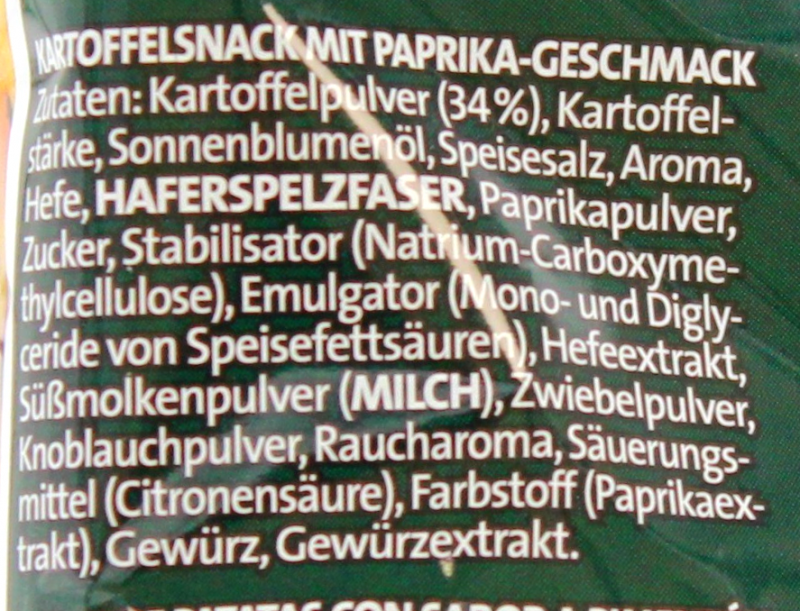 KARTOFFELSNACK MIT PAPRIKA-GESCHMACK
Zutaten: Kartoffelpulver (34%), Kartoffel-
stärke, Sonnenblumenöl, Speisesalz, Aroma,
Hefe, HAFERSPELZFASER, Paprikapulver,
Zucker, Stabilisator (Natrium-Carboxyme-
thylcellulose), Emulgator (Mono- und Digly-
ceride von Speisefettsäuren), Hefeextrakt,
Süßmolkenpulver (MILCH), Zwiebelpulver,
Knoblauchpulver, Raucharoma, Säuerungs-
mittel (Citronensäure), Farbstoff (Paprikaex-
trakt), Gewürz, Gewürzextrakt.